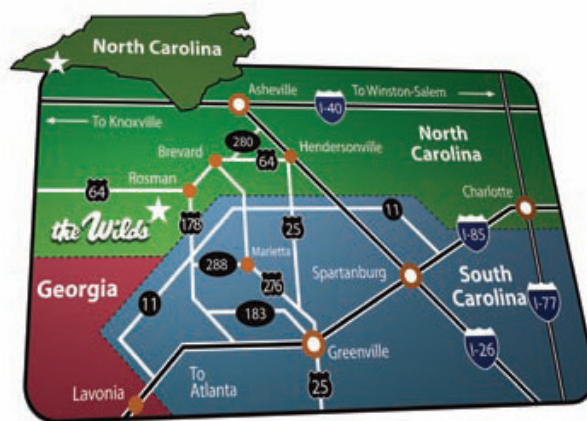 North Carolina
Asheville
To Winston-Salem
I-40
To Knoxville
280
North
Carolina
Brevard
64
Hendersonville
Rosman
64
Charlotte
the Wilds
178
25
11
I-85
Marietta
288
276
Spartanburg
South
Carolina
Georgia
11
183
I-77
Greenville
I-26
To
Atlanta
25
Lavonia